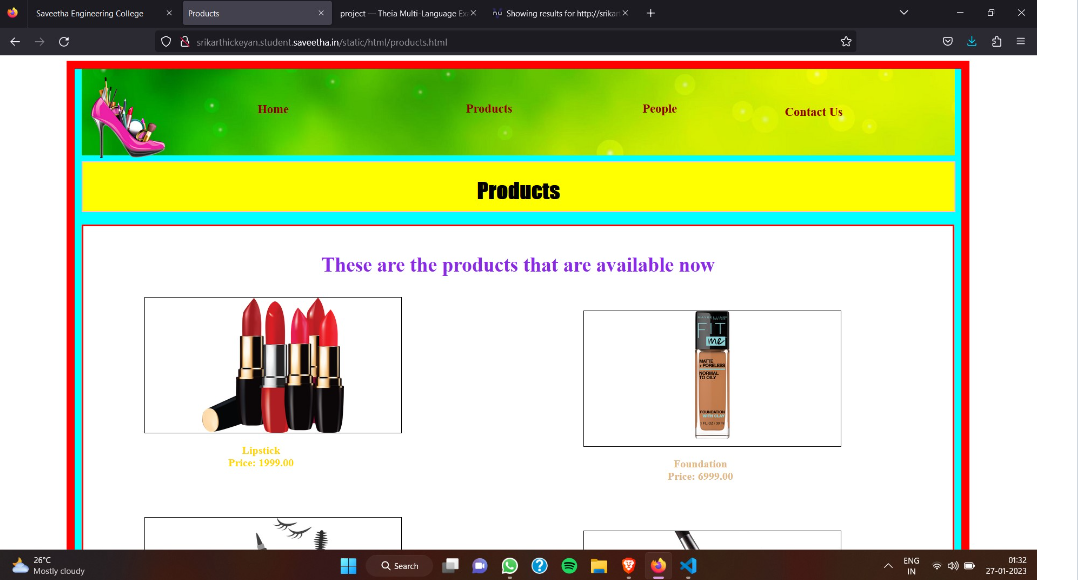 Saveetha Engineering College
Products
project — Theia Multi-Language
Showing results for http://srikar
srikarthickeyan.student.saveetha.in/static/html/products.html
Home
Products
People
Contact Us
Products
These are the products that are available now
FIT
me
MATTE
+ PORELESS
NORMAL
TO OILY
FOUNDATION
Lipstick
Price: 1999.00
Foundation
Price: 6999.00
26°C
Mostly cloudy
Search
ENG
IN
01:32
27-01-2023